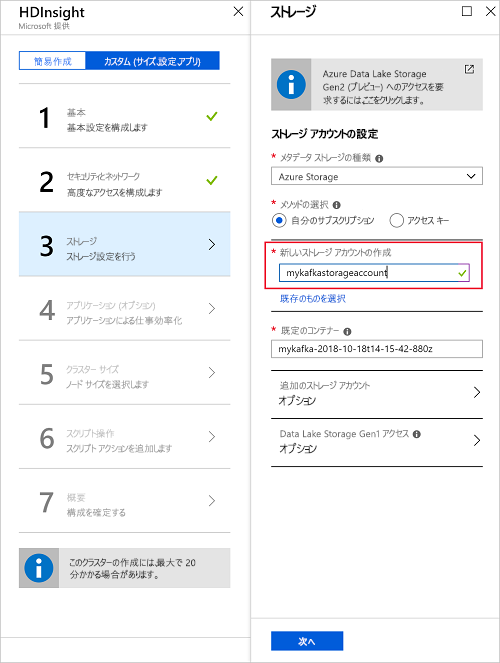 HDInsight
Microsoft 提供
簡易作成
カスタム (サイズ,設定,アプリ)
1
基本
基本設定を構成します
2
セキュリティとネットワーク
高度なアクセスを構成します
3
ストレージ
ストレージ設定を行う
4
アプリケーション (オプション)
アプリケーションによる仕事効率化
5
クラスター サイズ
ノード サイズを選択します
6
スクリプト操作
スクリプト アクションを追加します
7
概要
構成を確定する
このクラスターの作成には,最大で 20
分かかる場合があります。
ストレージ
Azure Data Lake Storage
Gen2 (プレビュー) へのアクセスを要
求するにはここをクリックします。
ストレージ アカウントの設定
* メタデータ ストレージの種類
Azure Storage
* メソッドの選択
自分のサブスクリプション
アクセス キー
* 新しいストレージ アカウントの作成
mykafkastorageaccount
既存のものを選択
* 既定のコンテナー
mykafka-2018-10-18t14-15-42-880z
追加のストレージ アカウント
オプション
Data Lake Storage Gen1 アクセス
オプション
次へ